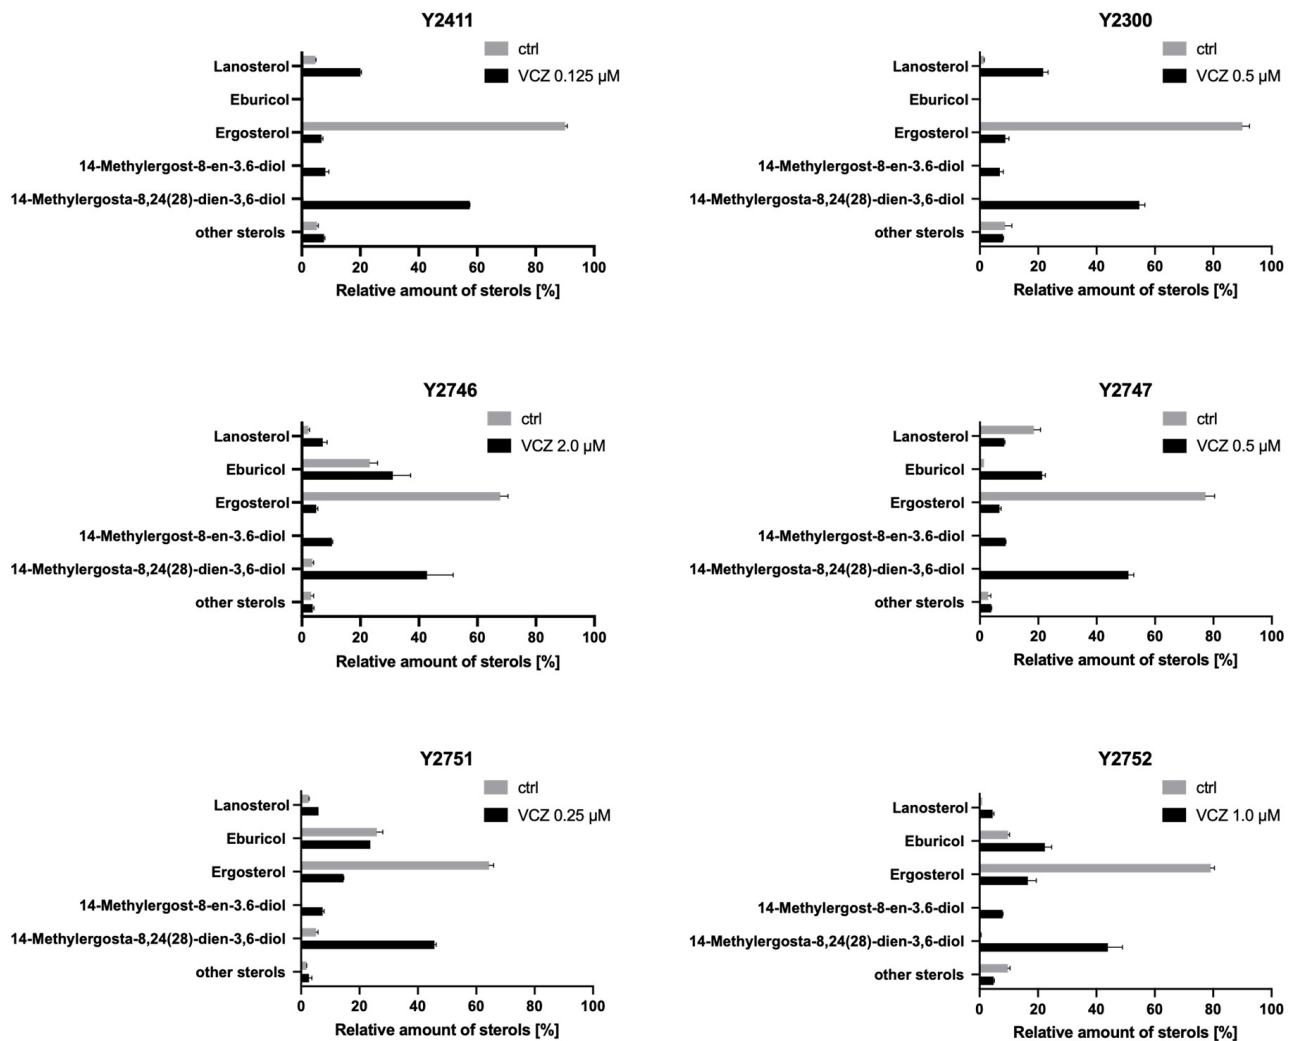 Y2411
ctrl
VCZ 0.125 µM
Lanosterol
Eburicol
Ergosterol
14-Methylergost-8-en-3.6-diol
14-Methylergosta-8,24(28)-dien-3,6-diol
other sterols
0 20 40 60 80 100
Relative amount of sterols [%]
Y2300
ctrl
VCZ 0.5 µM
Lanosterol
Eburicol
Ergosterol
14-Methylergost-8-en-3.6-diol
14-Methylergosta-8,24(28)-dien-3,6-diol
other sterols
0 20 40 60 80 100
Relative amount of sterols [%]
Y2746
ctrl
VCZ 2.0 µM
Lanosterol
Eburicol
Ergosterol
14-Methylergost-8-en-3.6-diol
14-Methylergosta-8,24(28)-dien-3,6-diol
other sterols
0 20 40 60 80 100
Relative amount of sterols [%]
Y2747
ctrl
VCZ 0.5 µM
Lanosterol
Eburicol
Ergosterol
14-Methylergost-8-en-3.6-diol
14-Methylergosta-8,24(28)-dien-3,6-diol
other sterols
0 20 40 60 80 100
Relative amount of sterols [%]
Y2751
ctrl
VCZ 0.25 µM
Lanosterol
Eburicol
Ergosterol
14-Methylergost-8-en-3.6-diol
14-Methylergosta-8,24(28)-dien-3,6-diol
other sterols
0 20 40 60 80 100
Relative amount of sterols [%]
Y2752
ctrl
VCZ 1.0 µM
Lanosterol
Eburicol
Ergosterol
14-Methylergost-8-en-3.6-diol
14-Methylergosta-8,24(28)-dien-3,6-diol
other sterols
0 20 40 60 80 100
Relative amount of sterols [%]